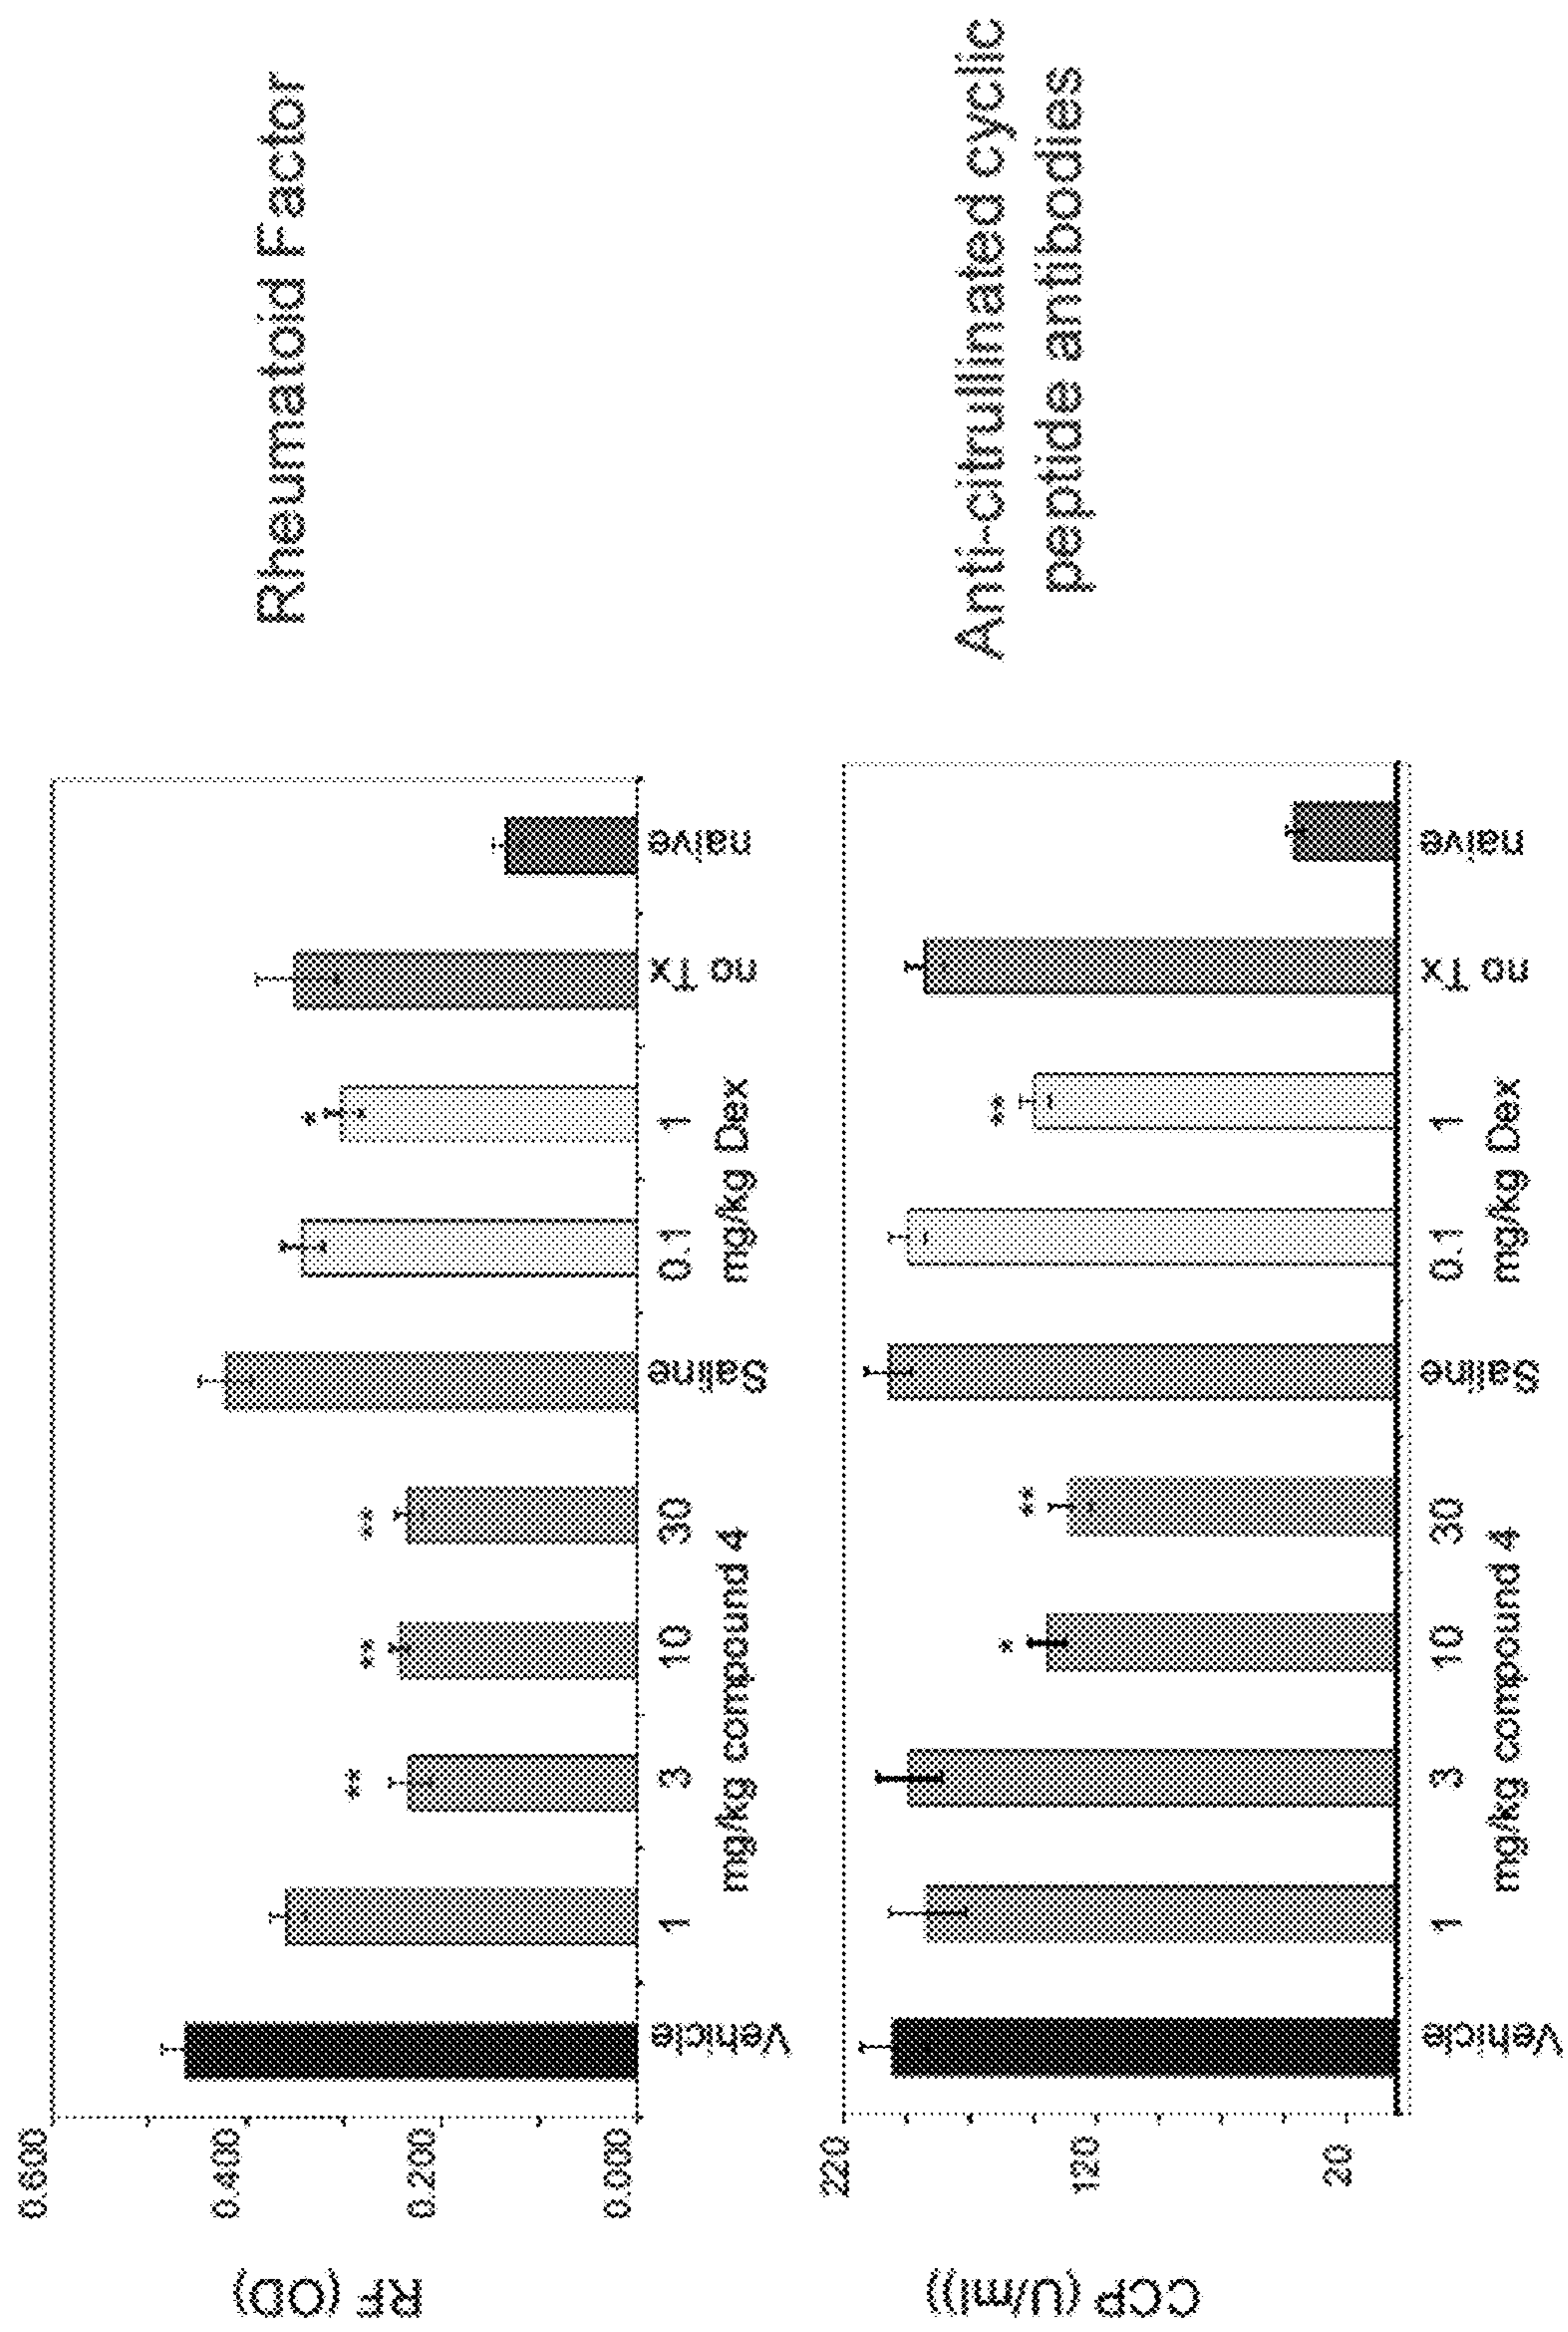 Rheumatoid Factor
RF (OD)
0.600
0.400
0.200
0.000
** ** ** *
Vehicle 1 3 10 30 Saline 0.1 1 no Tx naive
mg/kg compound 4 mg/kg Dex
Anti-citrullinated cyclic
peptide antibodies
CCP (U/ml))
220
120
20
* ** **
Vehicle 1 3 10 30 Saline 0.1 1 no Tx naive
mg/kg compound 4 mg/kg Dex